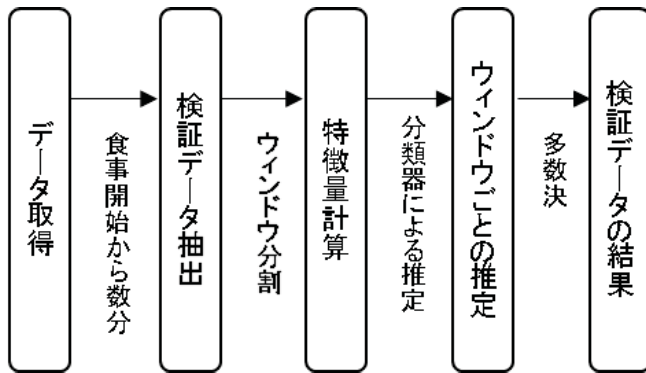 データ取得
食事開始から数分
検証データ抽出
ウィンドウ分割
特徴量計算
分類器による推定
ウィンドウごとの推定
多数決
検証データの結果